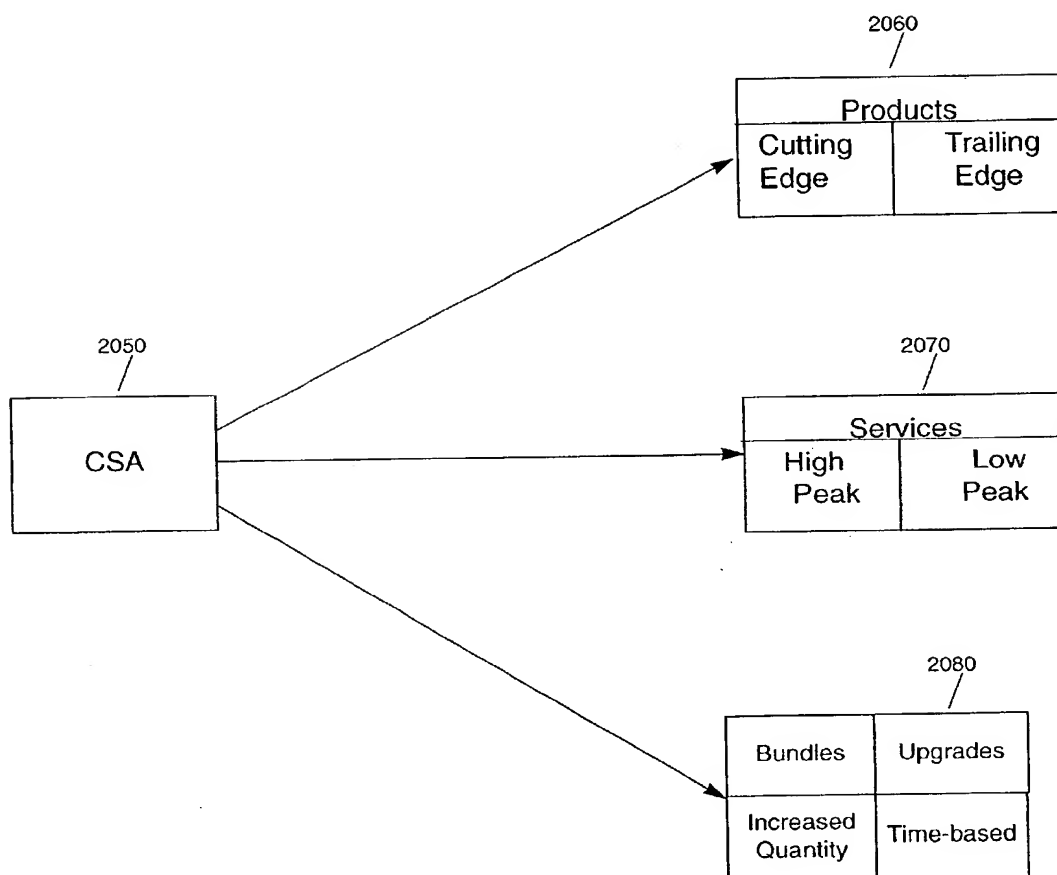 2060
Products
Cutting Edge
Trailing Edge
2050
CSA
2070
Services
High Peak
Low Peak
2080
Bundles
Upgrades
Increased Quantity
Time-based